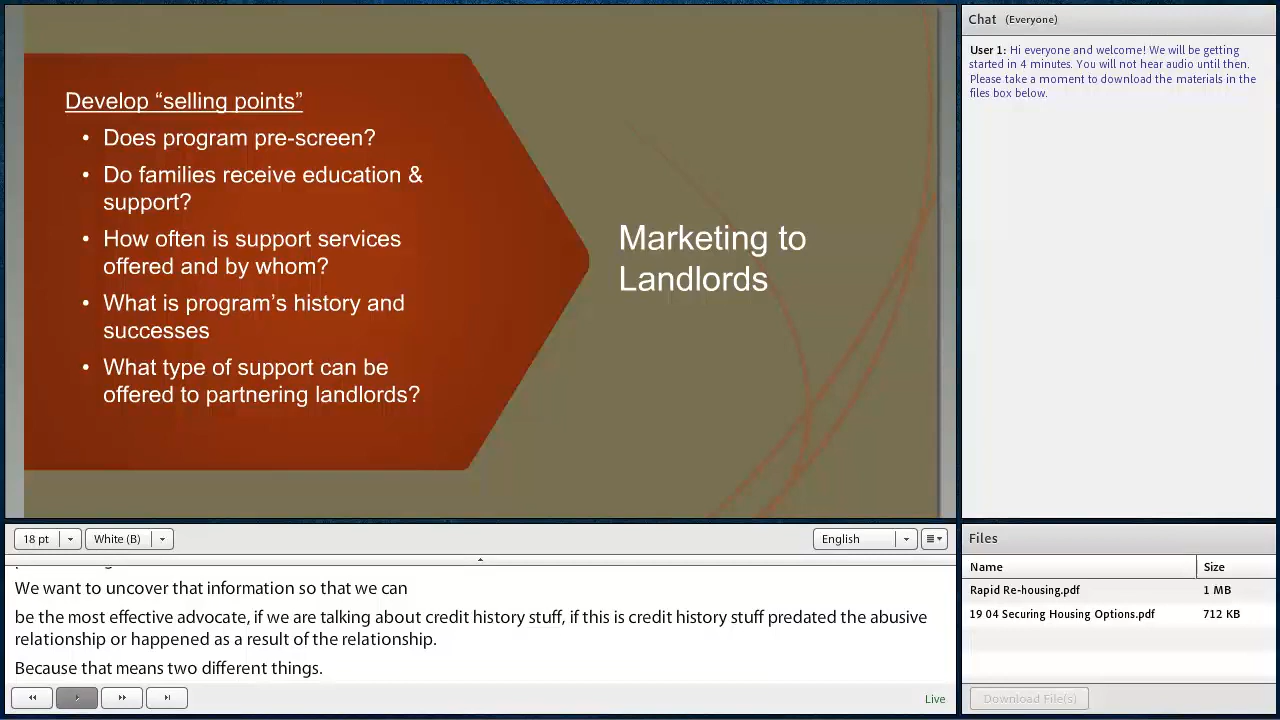 Develop “selling points”
• Does program pre-screen?
• Do families receive education &
support?
• How often is support services
offered and by whom?
• What is program’s history and
successes
• What type of support can be
offered to partnering landlords?
Marketing to
Landlords
Chat (Everyone)
User 1: Hi everyone and welcome! We will be getting
started in 4 minutes. You will not hear audio until then.
Please take a moment to download the materials in the
files box below.
18 pt White (B) English
We want to uncover that information so that we can
be the most effective advocate, if we are talking about credit history stuff, if this is credit history stuff predated the abusive
relationship or happened as a result of the relationship.
Because that means two different things.
Live
Files
Name Size
Rapid Re-housing.pdf 1 MB
19 04 Securing Housing Options.pdf 712 KB
Download File(s)